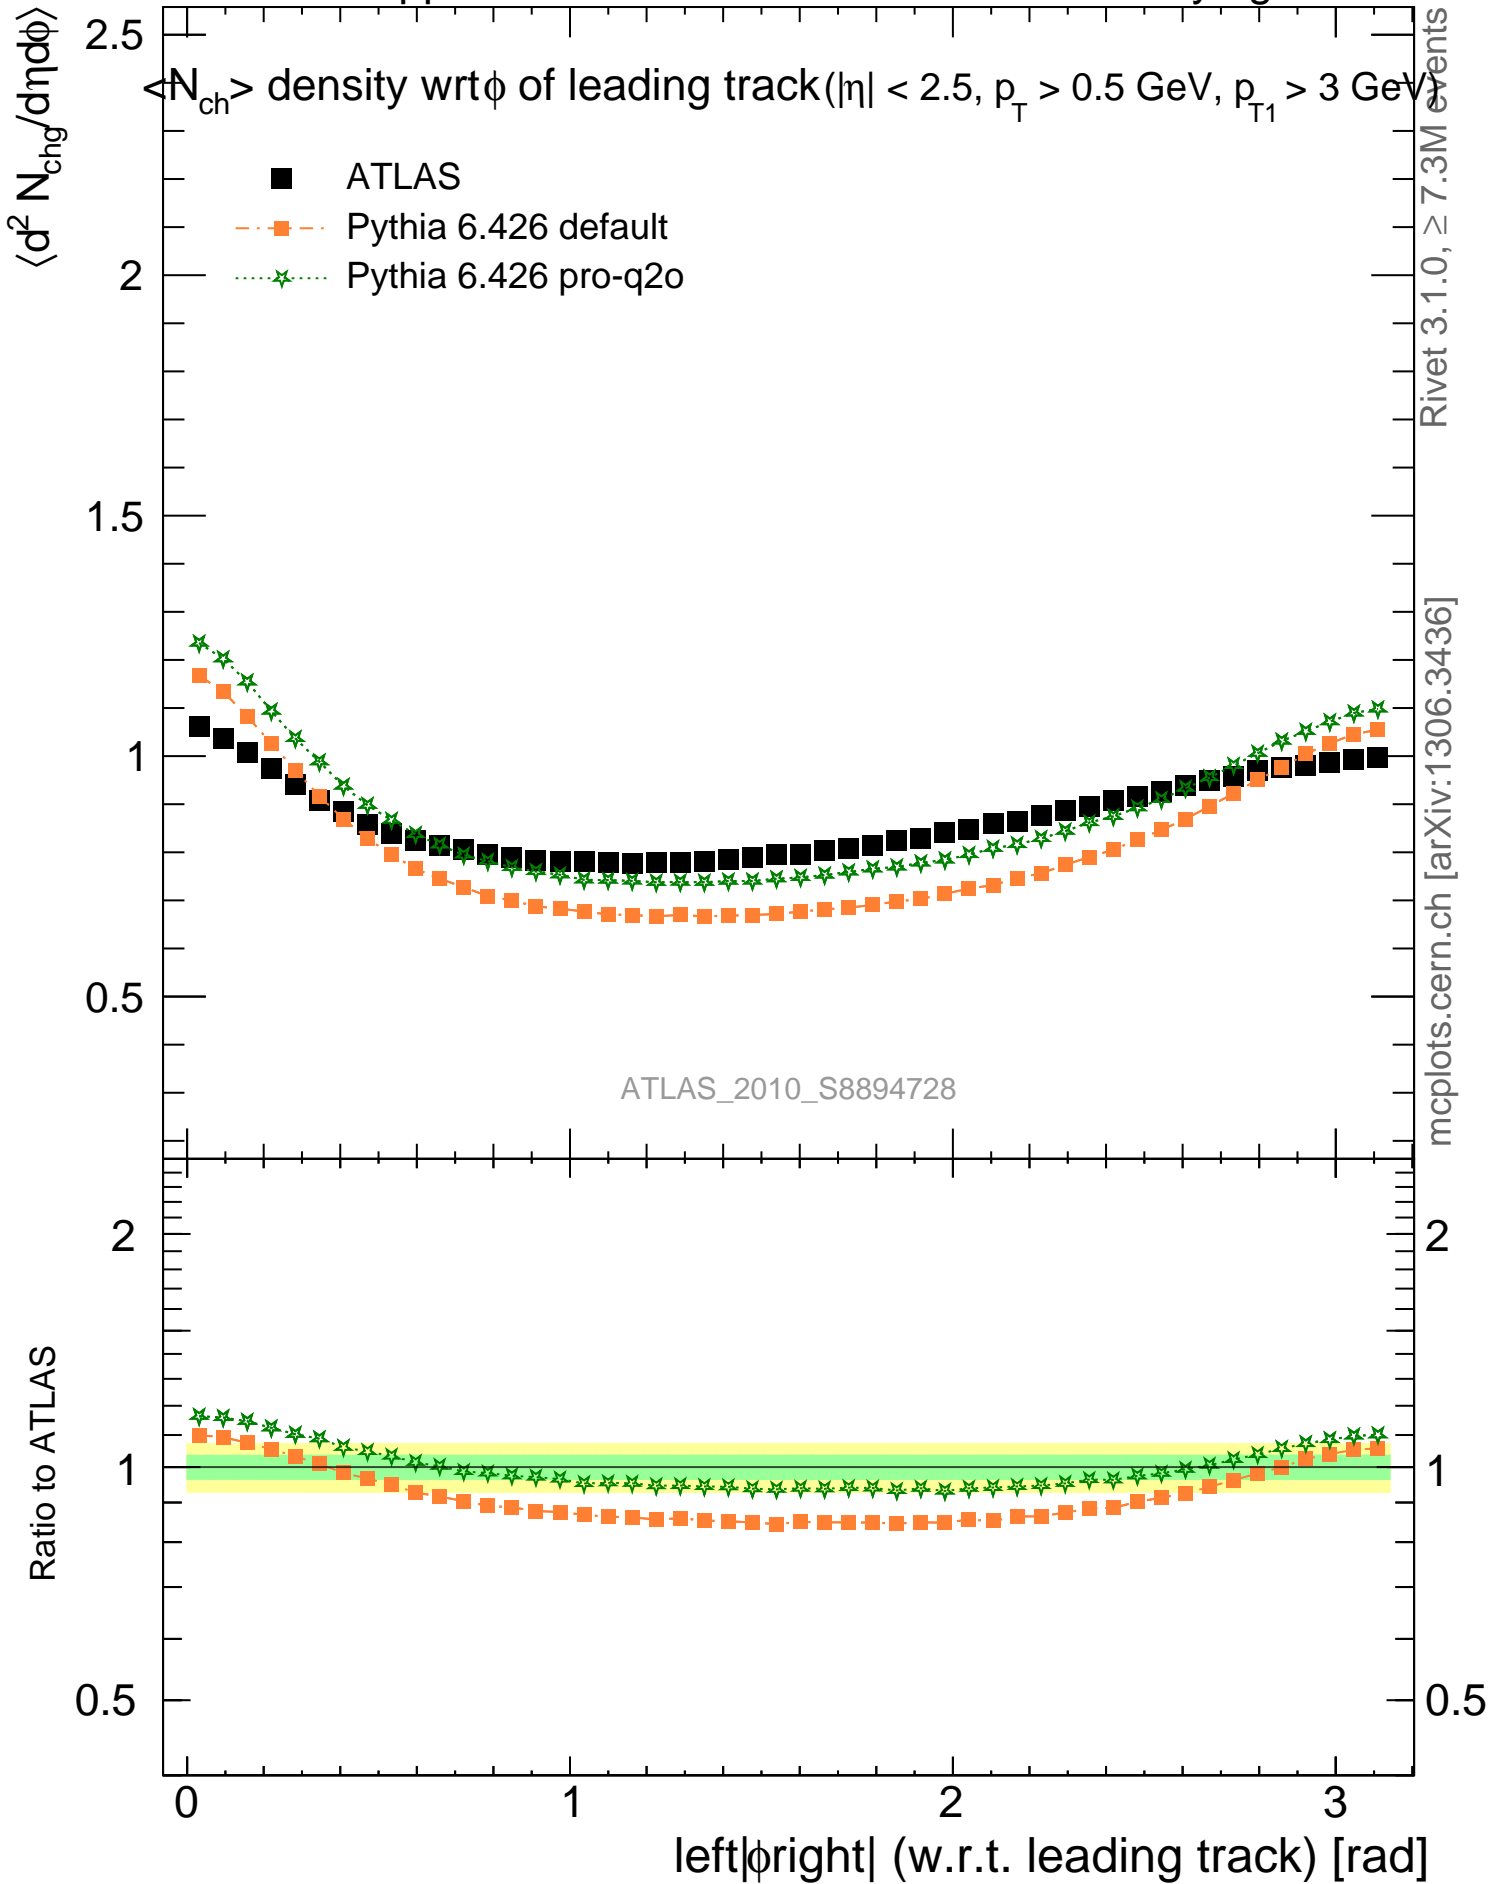 ⟨d² N_chg/dηdϕ⟩
<N_ch> density wrtϕ of leading track(|η| < 2.5, p_T > 0.5 GeV, p_T1 > 3 GeV)
ATLAS
Pythia 6.426 default
Pythia 6.426 pro-q2o
2.5
2
1.5
1
0.5
ATLAS_2010_S8894728
Rivet 3.1.0, ≥ 7.3M events
mcplots.cern.ch [arXiv:1306.3436]
Ratio to ATLAS
2
1
0.5
2
1
0.5
0 1 2 3
left|ϕright| (w.r.t. leading track) [rad]